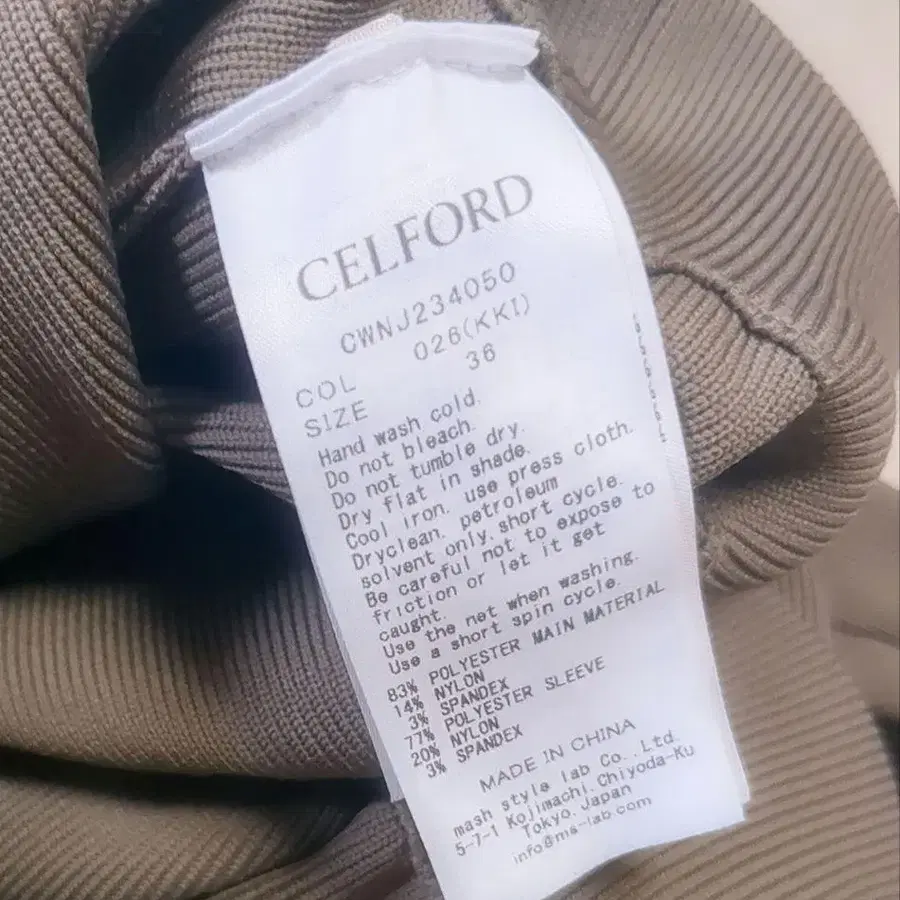 CELFORD
CWNJ234050
COL 026(KKI)
SIZE 36
Hand wash cold.
Do not bleach.
Do not tumble dry.
Dry flat in shade.
Cool iron. use press cloth.
Dryclean. petroleum
solvent only. short cycle.
Be careful not to expose to
friction or let it get
caught.
Use the net when washing.
Use a short spin cycle.
83% POLYESTER MAIN MATERIAL
14% NYLON
3% SPANDEX
77% POLYESTER SLEEVE
20% NYLON
3% SPANDEX
MADE IN CHINA
mash style lab Co. Ltd.
5-7-1 Kojimachi. Chiyoda-Ku
Tokyo. Japan
info@ms-lab.com